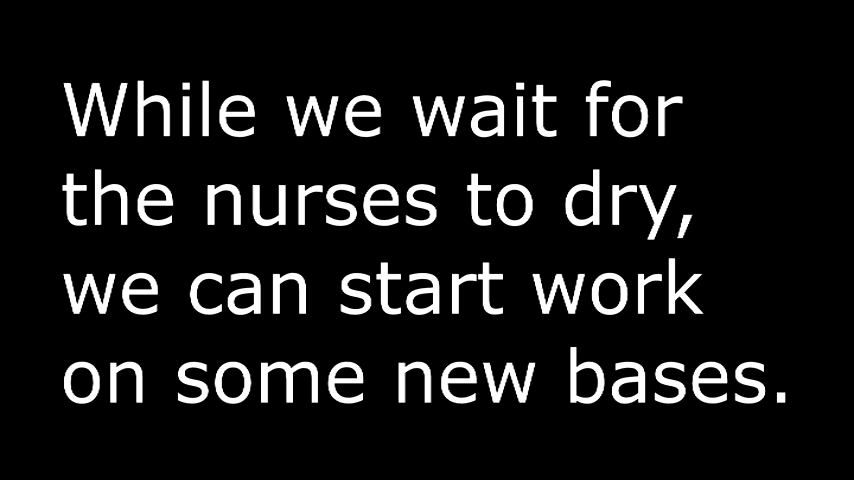 While we wait for
the nurses to dry,
we can start work
on some new bases.